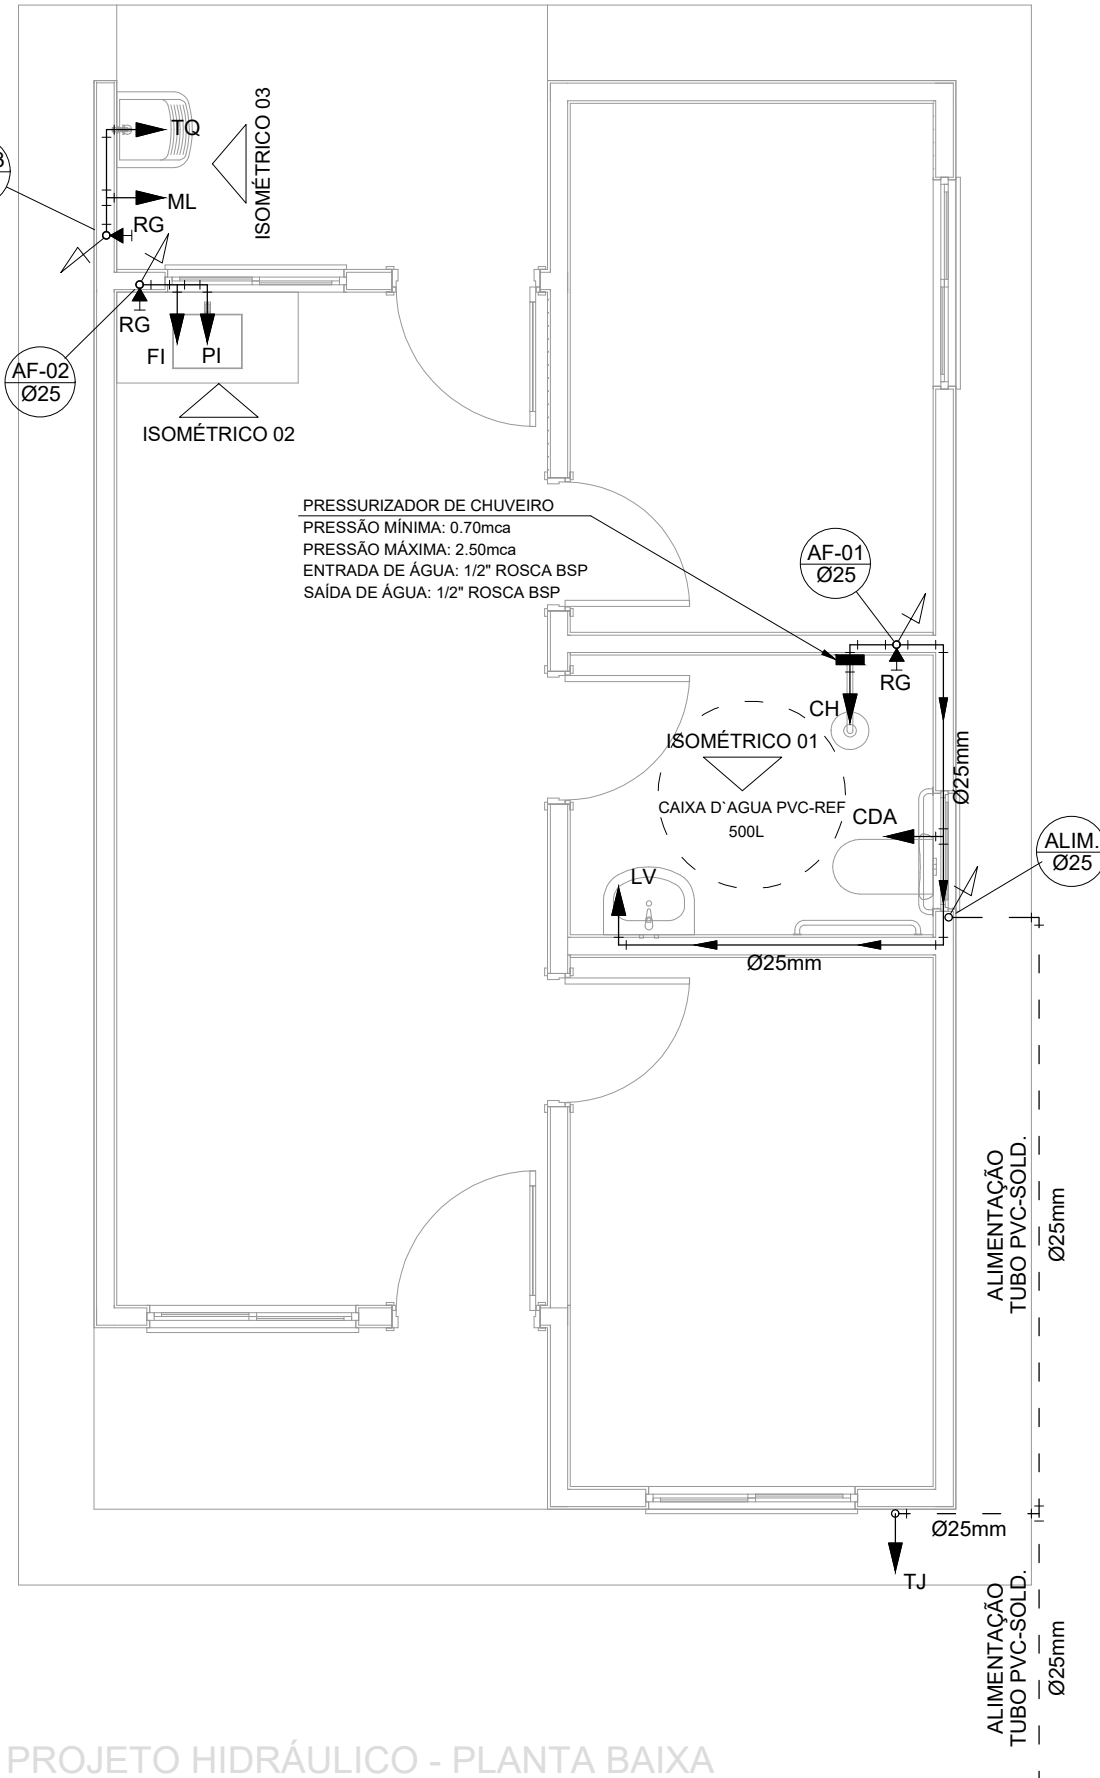 TQ
ISOMÉTRICO 03
ML
RG
RG
FI
PI
AF-02
Ø25
ISOMÉTRICO 02
PRESSURIZADOR DE CHUVEIRO
PRESSÃO MÍNIMA: 0.70mca
PRESSÃO MÁXIMA: 2.50mca
ENTRADA DE ÁGUA: 1/2" ROSCA BSP
SAÍDA DE ÁGUA: 1/2" ROSCA BSP
AF-01
Ø25
RG
CH
ISOMÉTRICO 01
Ø25mm
CAIXA D`AGUA PVC-REF
500L
CDA
ALIM.
Ø25
LV
Ø25mm
ALIMENTAÇÃO
TUBO PVC-SOLD.
Ø25mm
Ø25mm
TJ
ALIMENTAÇÃO
TUBO PVC-SOLD.
Ø25mm
PROJETO HIDRÁULICO - PLANTA BAIXA